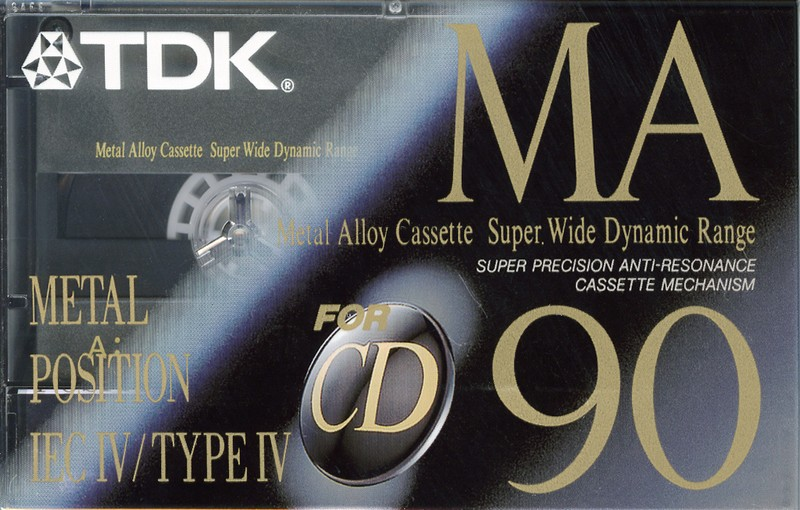 TDK®
MA
Metal Alloy Cassette Super Wide Dynamic Range
Metal Alloy Cassette Super Wide Dynamic Range
SUPER PRECISION ANTI-RESONANCE
CASSETTE MECHANISM
METAL
A.
POSITION
IEC IV/TYPE IV
FOR
CD
90